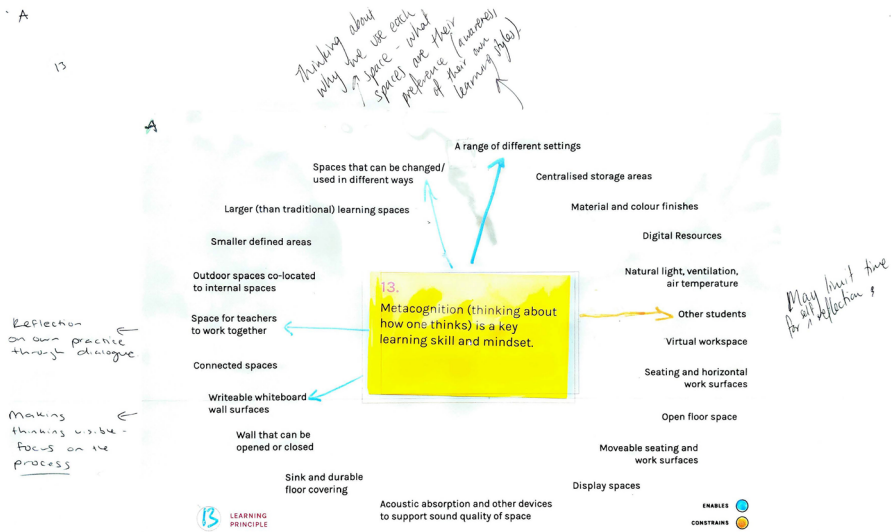 A
13
Thinking about
why we use each
space - what
spaces are their
preference (awareness
of their own
learning styles).
A
A range of different settings
Spaces that can be changed/
used in different ways
Centralised storage areas
Larger (than traditional) learning spaces
Material and colour finishes
Smaller defined areas
Digital Resources
Outdoor spaces co-located
to internal spaces
Natural light, ventilation,
air temperature
13.
Metacognition (thinking about
how one thinks) is a key
learning skill and mindset.
May limit time
for self reflection
Space for teachers
to work together
Other students
Reflection
on own practice
through dialogue
Virtual workspace
Connected spaces
Seating and horizontal
work surfaces
Writeable whiteboard
wall surfaces
Open floor space
Making
thinking visible -
focus on the
process
Wall that can be
opened or closed
Moveable seating and
work surfaces
Sink and durable
floor covering
Display spaces
Acoustic absorption and other devices
to support sound quality of space
13
LEARNING
PRINCIPLE
ENABLES
CONSTRAINS